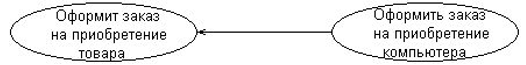 Оформит заказ
на приобретение
товара
Оформить заказ
на приобретение
компьютера